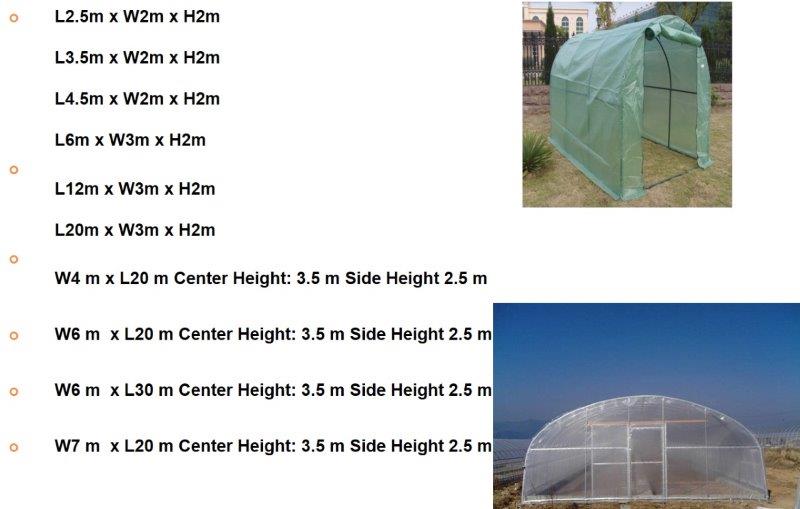 L2.5m x W2m x H2m
L3.5m x W2m x H2m
L4.5m x W2m x H2m
L6m x W3m x H2m
L12m x W3m x H2m
L20m x W3m x H2m
W4 m x L20 m Center Height: 3.5 m Side Height 2.5 m
W6 m  x L20 m Center Height: 3.5 m Side Height 2.5 m
W6 m  x L30 m Center Height: 3.5 m Side Height 2.5 m
W7 m  x L20 m Center Height: 3.5 m Side Height 2.5 m